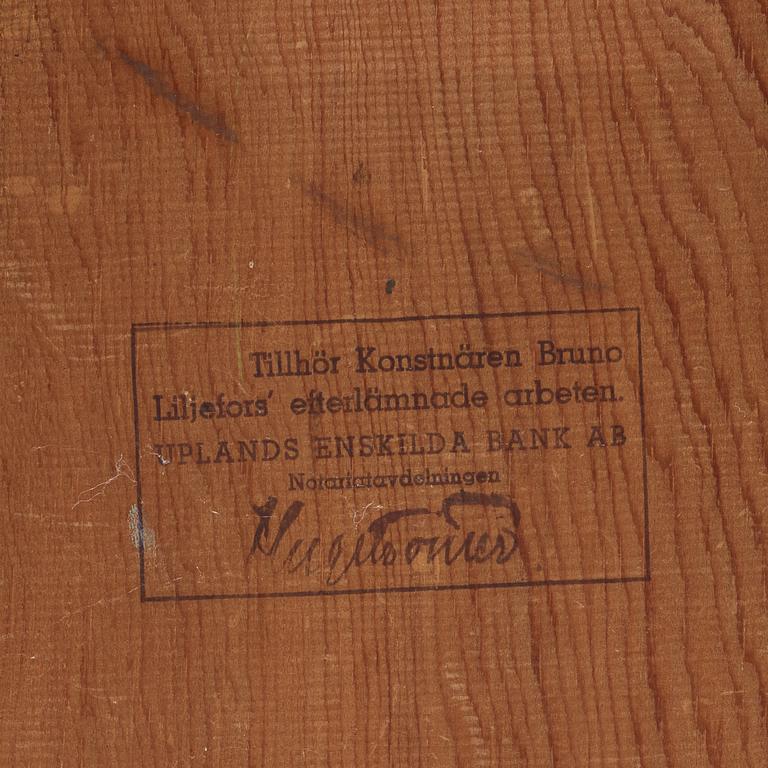 Tillhör Konstnären Bruno
Liljefors' efterlämnade arbeten.
UPLANDS ENSKILDA BANK AB
Notariatavdelningen